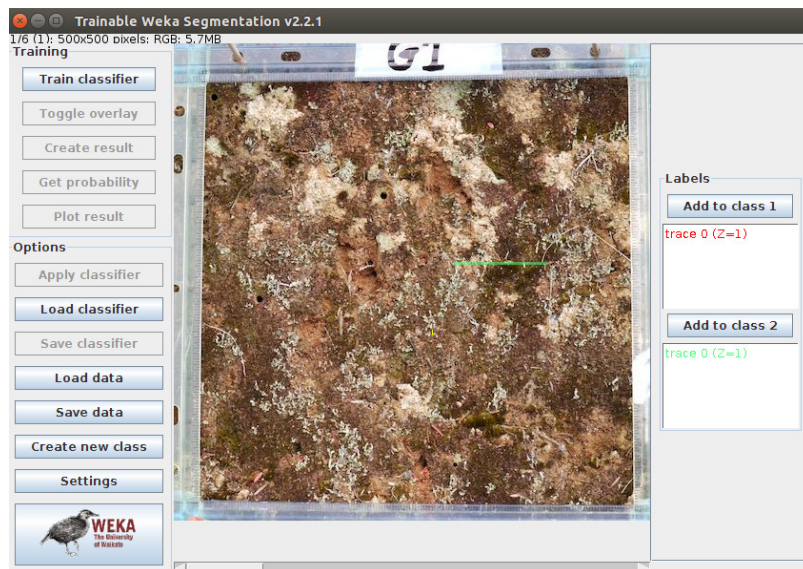 Trainable Weka Segmentation v2.2.1
1/6 (1): 500x500 pixels: RGB: 5.7MB
Training
Train classifier
Toggle overlay
Create result
Get probability
Plot result
Options
Apply classifier
Load classifier
Save classifier
Load data
Save data
Create new class
Settings
WEKA
The University
of Waikato
G1
Labels
Add to class 1
trace 0 (Z=1)
Add to class 2
trace 0 (Z=1)